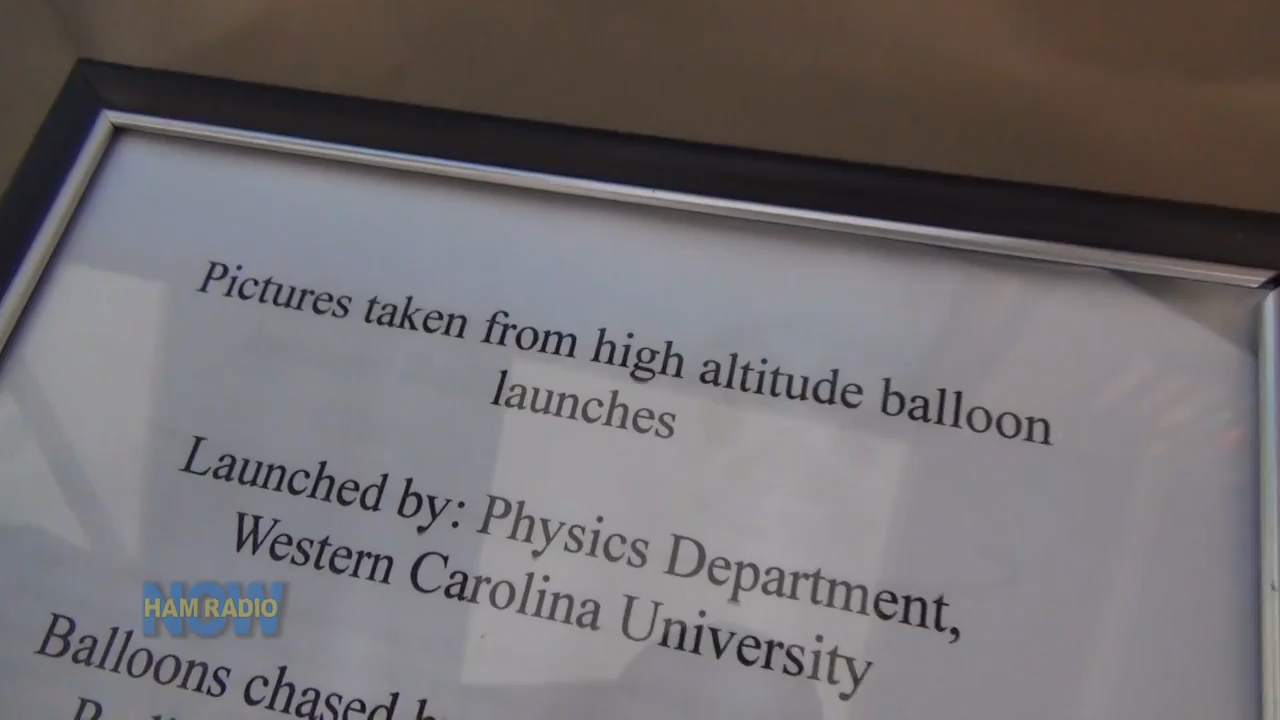 Pictures taken from high altitude balloon
launches
Launched by: Physics Department,
Western Carolina University
Balloons chased
HAM RADIO
NOW